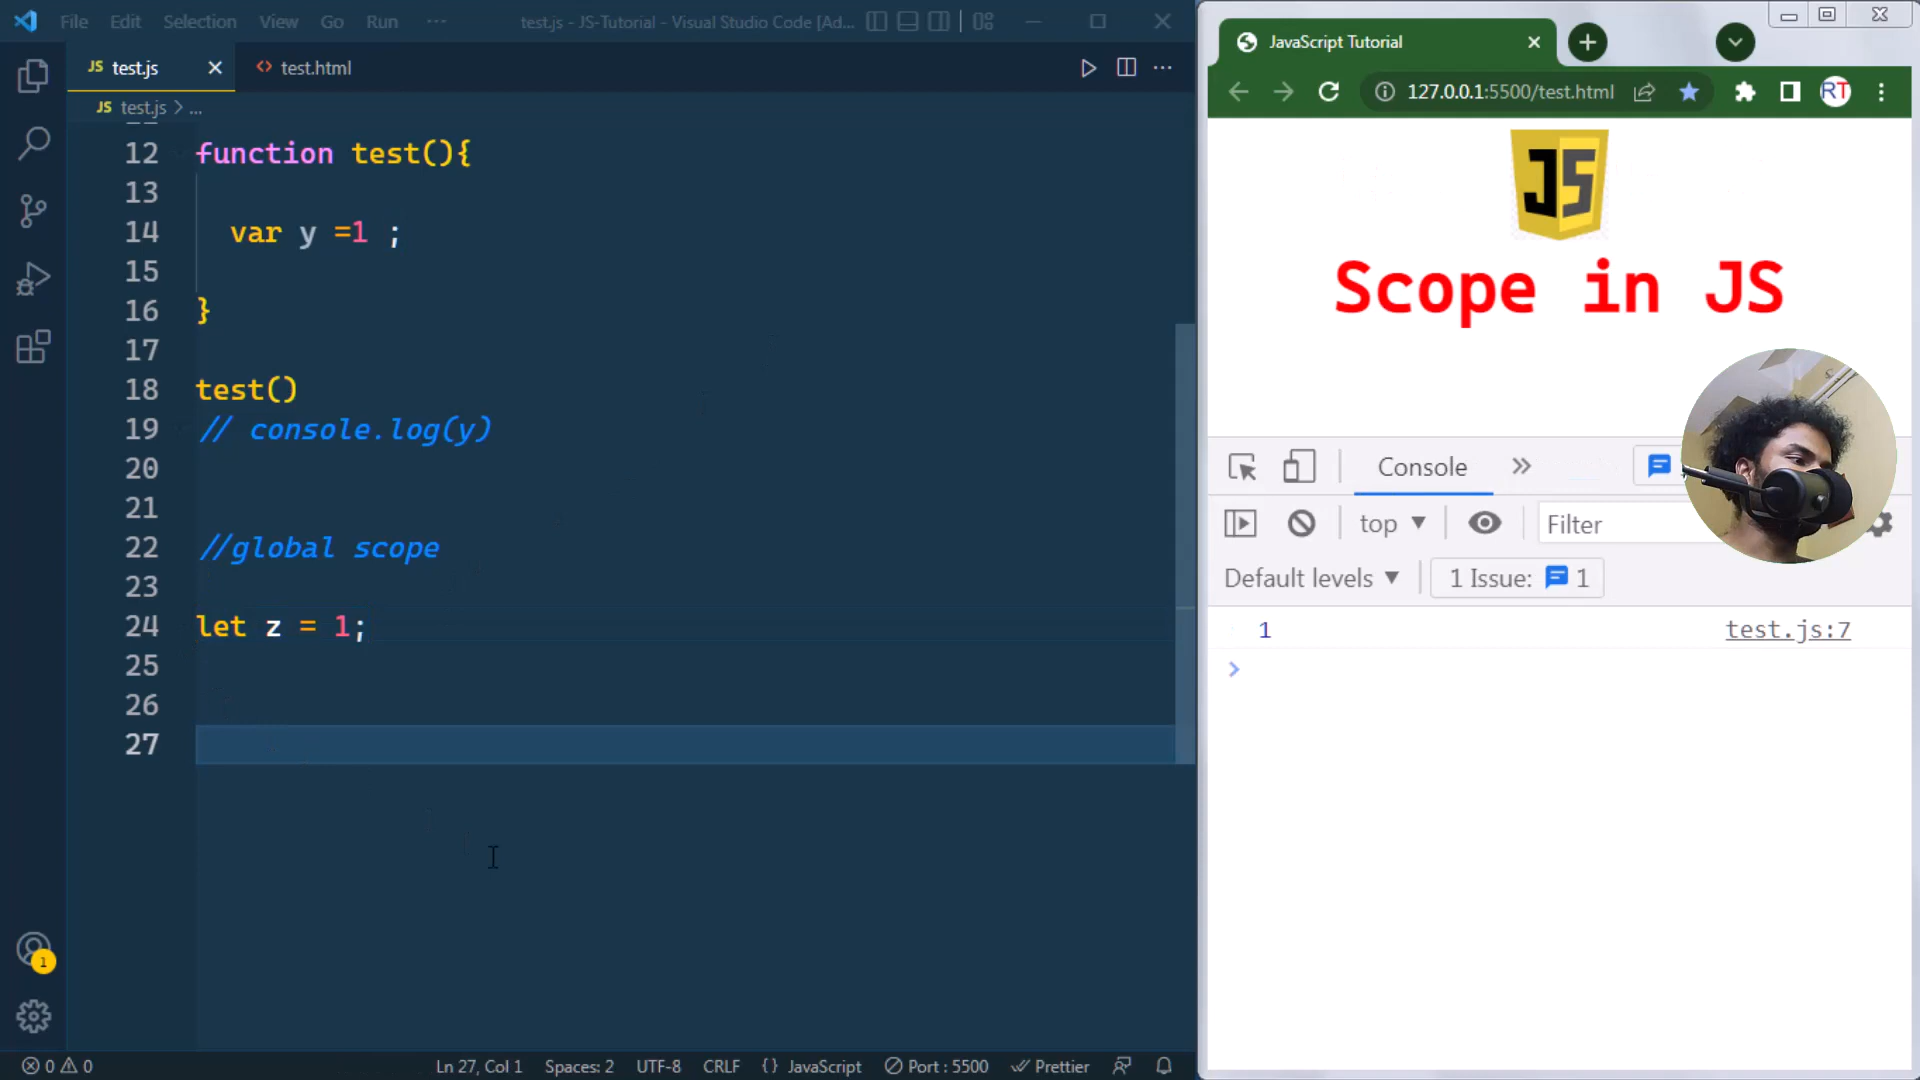 File Edit Selection View Go Run ··· test.js - JS-Tutorial - Visual Studio Code [Ad...
JS test.js × <> test.html
JS test.js > ...
12 function test(){
13
14 var y =1 ;
15
16 }
17
18 test()
19 // console.log(y)
20
21
22 //global scope
23
24 let z = 1;
25
26
27
1
0 0 Ln 27, Col 1 Spaces: 2 UTF-8 CRLF {} JavaScript Port : 5500 Prettier
JavaScript Tutorial
127.0.0.1:5500/test.html RT
JS
Scope in JS
Console »
top Filter
Default levels 1 Issue: 1
1 test.js:7
>